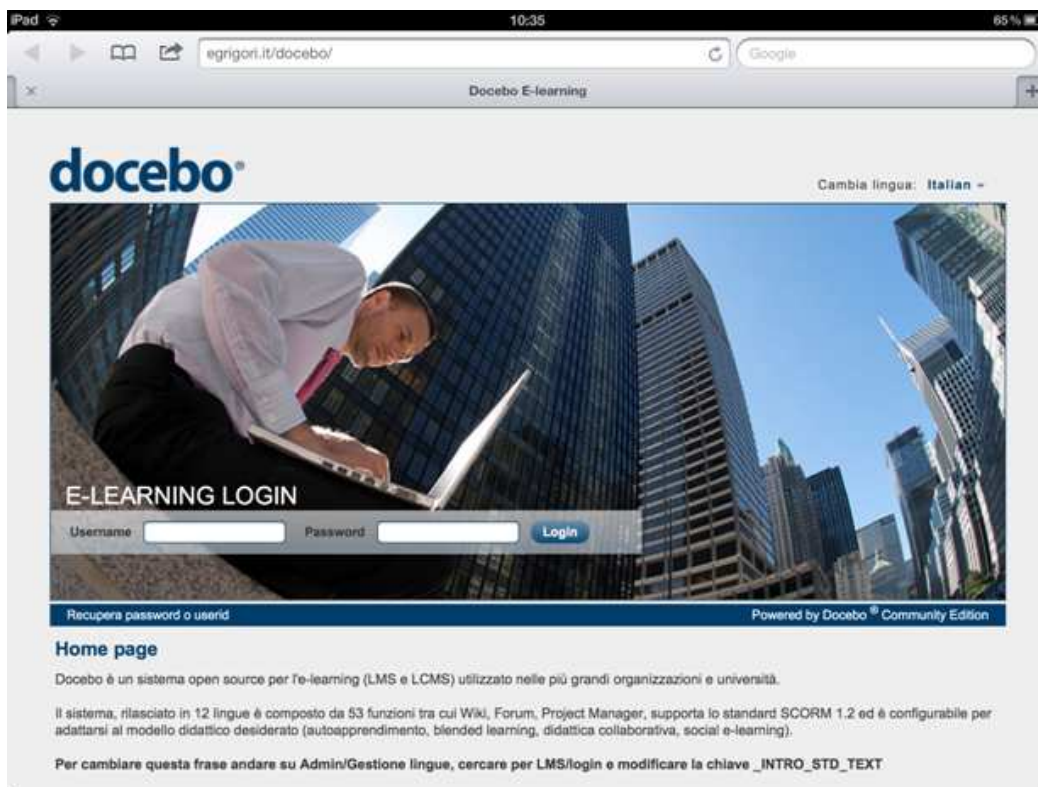 iPad 10:35 65 %
egrigori.it/docebo/ Google
Docebo E-learning
docebo®
Cambia lingua: Italian
E-LEARNING LOGIN
Username Password Login
Recupera password o userid Powered by Docebo ® Community Edition
Home page
Docebo è un sistema open source per l'e-learning (LMS e LCMS) utilizzato nelle più grandi organizzazioni e università.
Il sistema, rilasciato in 12 lingue è composto da 53 funzioni tra cui Wiki, Forum, Project Manager, supporta lo standard SCORM 1.2 ed è configurabile per
adattarsi al modello didattico desiderato (autoapprendimento, blended learning, didattica collaborativa, social e-learning).
Per cambiare questa frase andare su Admin/Gestione lingue, cercare per LMS/login e modificare la chiave _INTRO_STD_TEXT